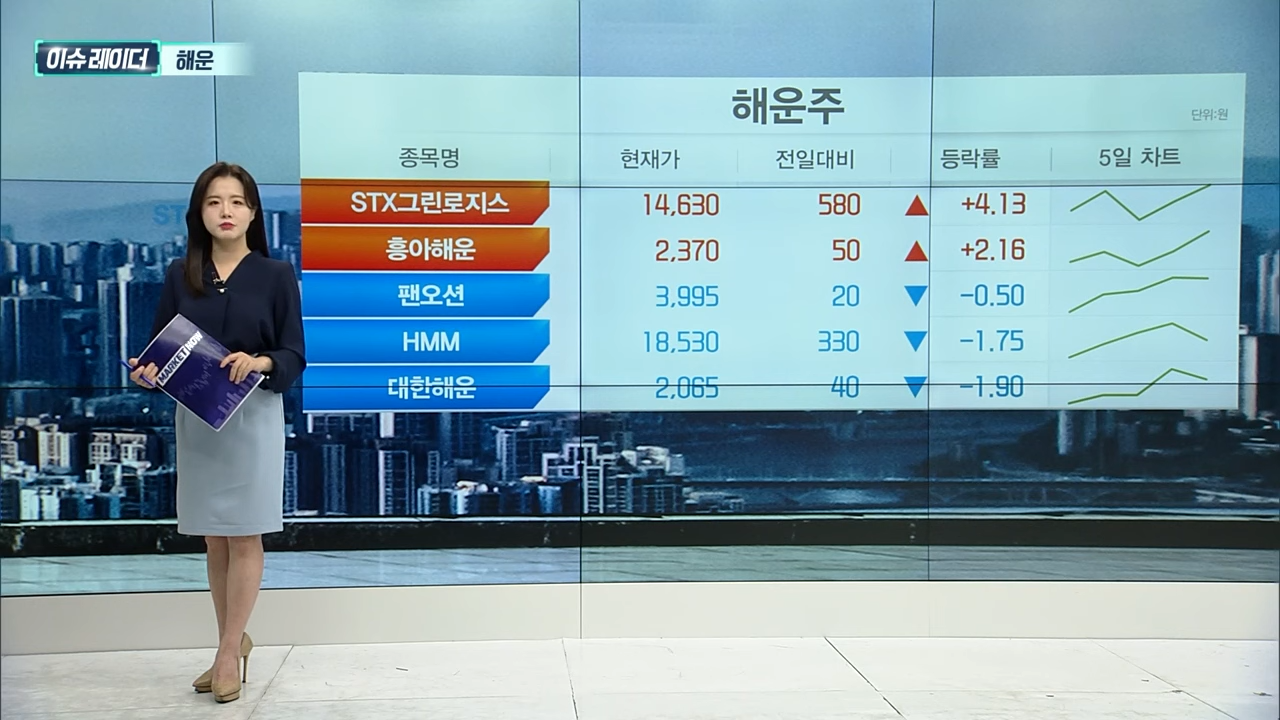 이슈 레이더 해운
해운주
단위:원
종목명 현재가 전일대비 등락률 5일 차트
STX그린로지스 14,630 580 ▲ +4.13
흥아해운 2,370 50 ▲ +2.16
팬오션 3,995 20 ▼ -0.50
HMM 18,530 330 ▼ -1.75
대한해운 2,065 40 ▼ -1.90
MARKET NOW